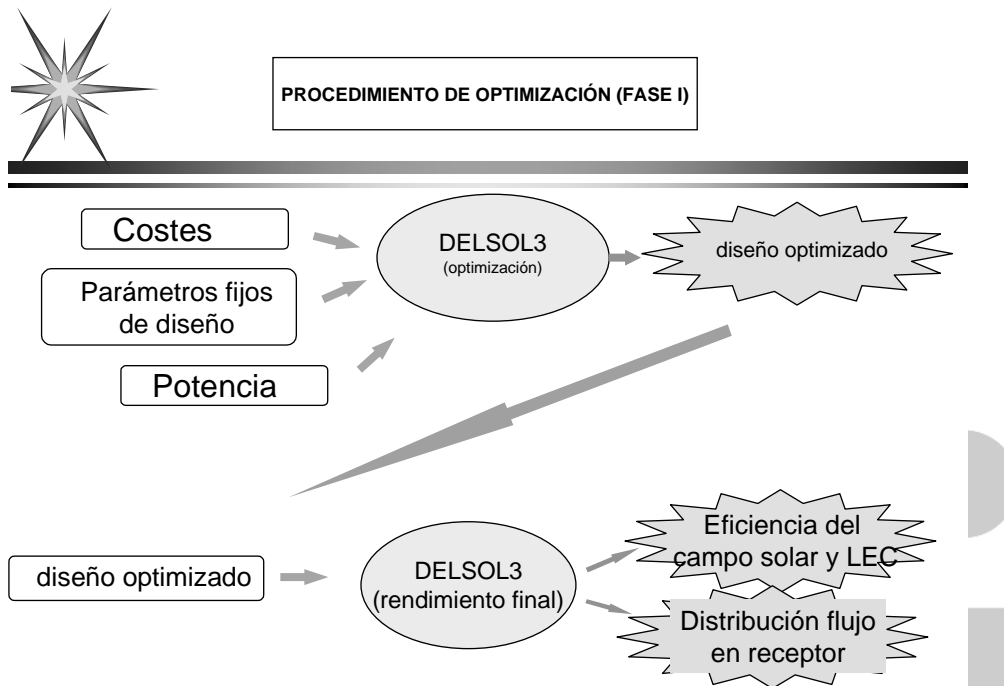 PROCEDIMIENTO DE OPTIMIZACIÓN (FASE I)
Costes
Parámetros fijos
de diseño
Potencia
DELSOL3
(optimización)
diseño optimizado
diseño optimizado
DELSOL3
(rendimiento final)
Eficiencia del
campo solar y LEC
Distribución flujo
en receptor